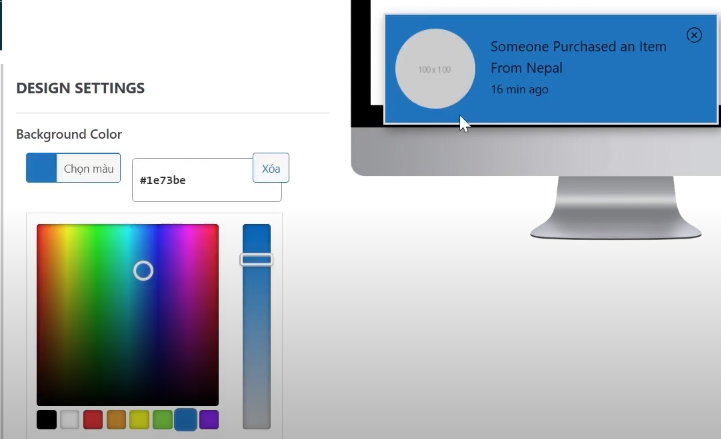 DESIGN SETTINGS
Background Color
Chọn màu
#1e73be
Xóa
100 x 100
Someone Purchased an Item
From Nepal
16 min ago